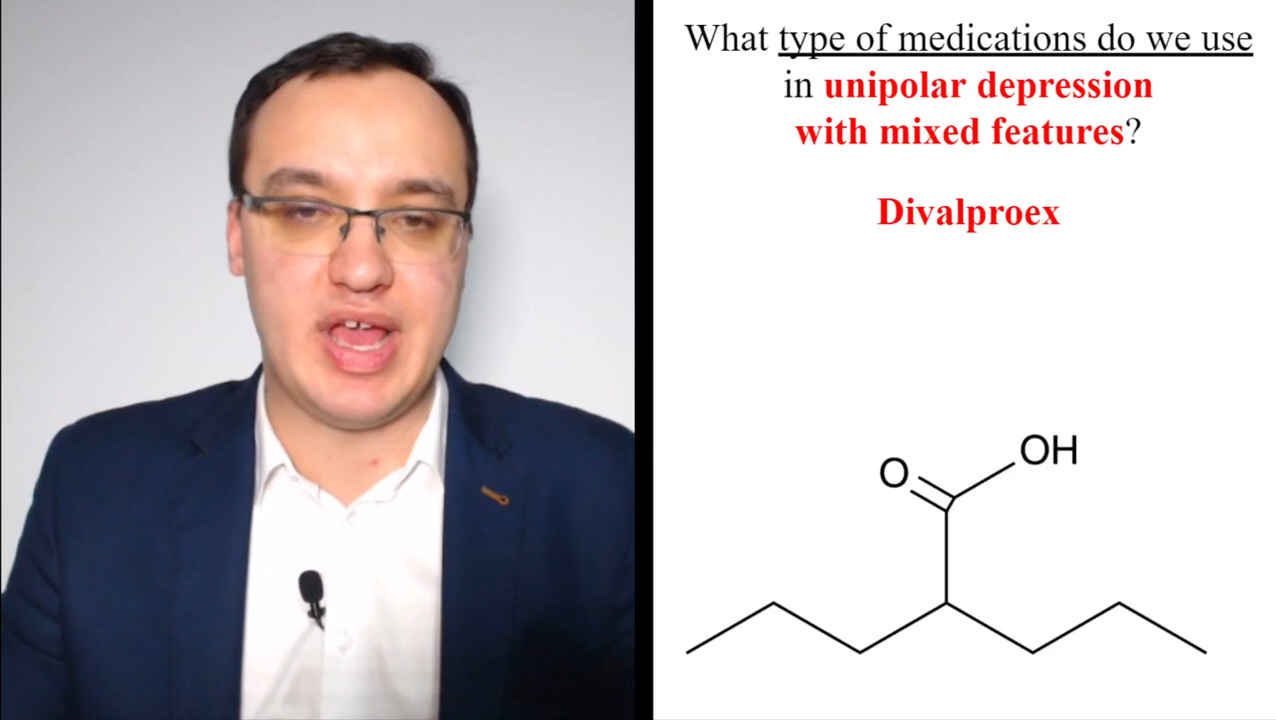 What type of medications do we use
in unipolar depression
with mixed features?
Divalproex
OH
O